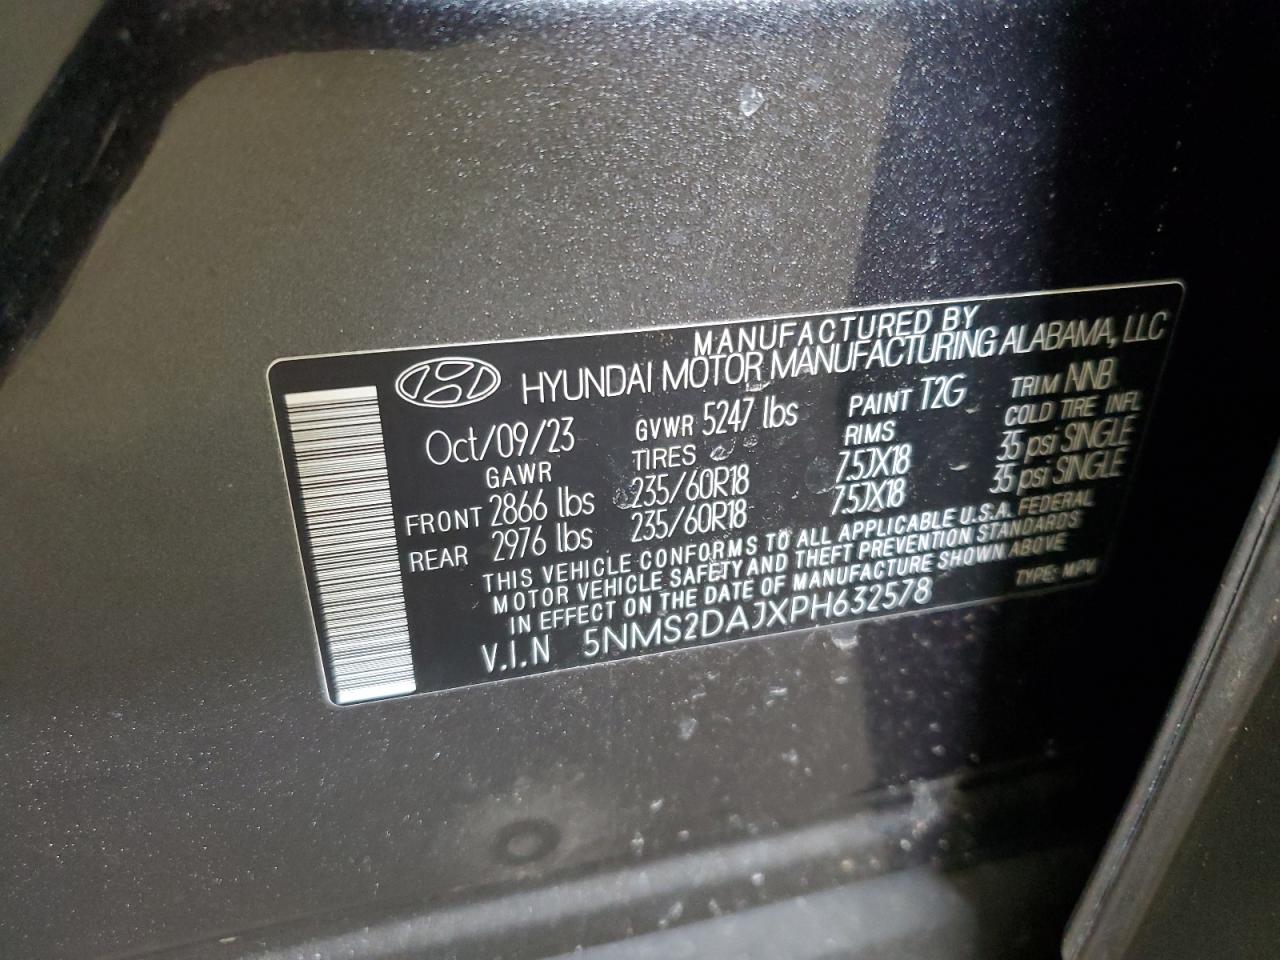 MANUFACTURED BY
HYUNDAI MOTOR MANUFACTURING ALABAMA, LLC
Oct/09/23 GVWR 5247 lbs PAINT T2G TRIM NNB
GAWR TIRES RIMS COLD TIRE INFL
FRONT 2866 lbs 235/60R18 7.5JX18 35 psi SINGLE
REAR 2976 lbs 235/60R18 7.5JX18 35 psi SINGLE
THIS VEHICLE CONFORMS TO ALL APPLICABLE U.S.A. FEDERAL
MOTOR VEHICLE SAFETY AND THEFT PREVENTION STANDARDS
IN EFFECT ON THE DATE OF MANUFACTURE SHOWN ABOVE
V.I.N 5NMS2DAJXPH632578 TYPE: MPV